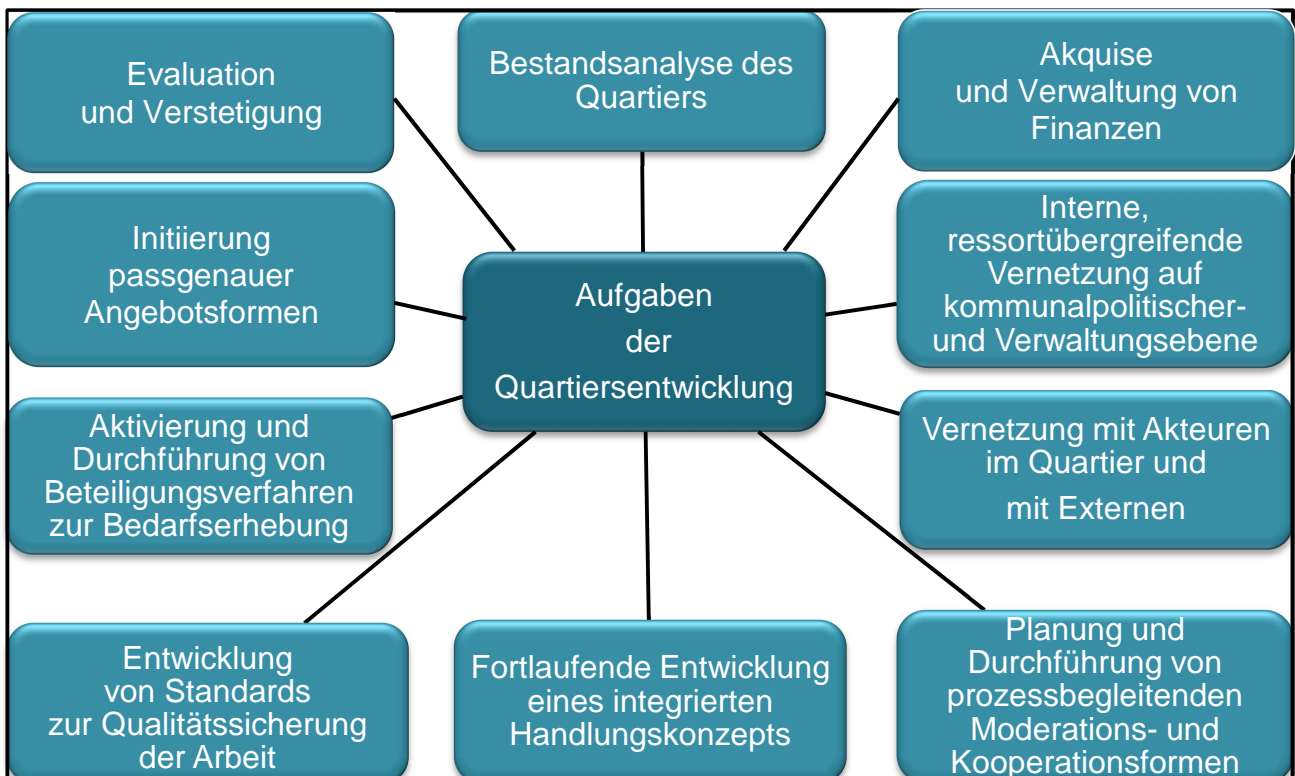 Evaluation
und Verstetigung
Bestandsanalyse des
Quartiers
Akquise
und Verwaltung von
Finanzen
Initiierung
passgenauer
Angebotsformen
Aufgaben
der
Quartiersentwicklung
Interne,
ressortübergreifende
Vernetzung auf
kommunalpolitischer-
und Verwaltungsebene
Aktivierung und
Durchführung von
Beteiligungsverfahren
zur Bedarfserhebung
Vernetzung mit Akteuren
im Quartier und
mit Externen
Entwicklung
von Standards
zur Qualitätssicherung
der Arbeit
Fortlaufende Entwicklung
eines integrierten
Handlungskonzepts
Planung und
Durchführung von
prozessbegleitenden
Moderations- und
Kooperationsformen